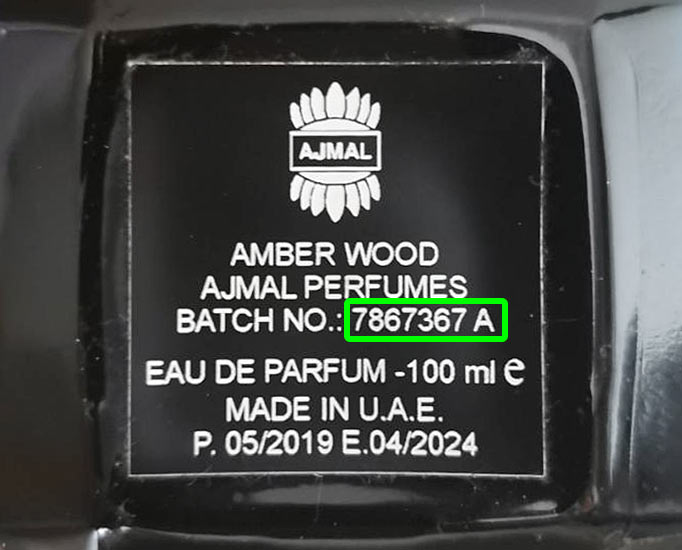 AJMAL
AMBER WOOD
AJMAL PERFUMES
BATCH NO.: 7867367 A
EAU DE PARFUM -100 ml e
MADE IN U.A.E.
P. 05/2019 E.04/2024